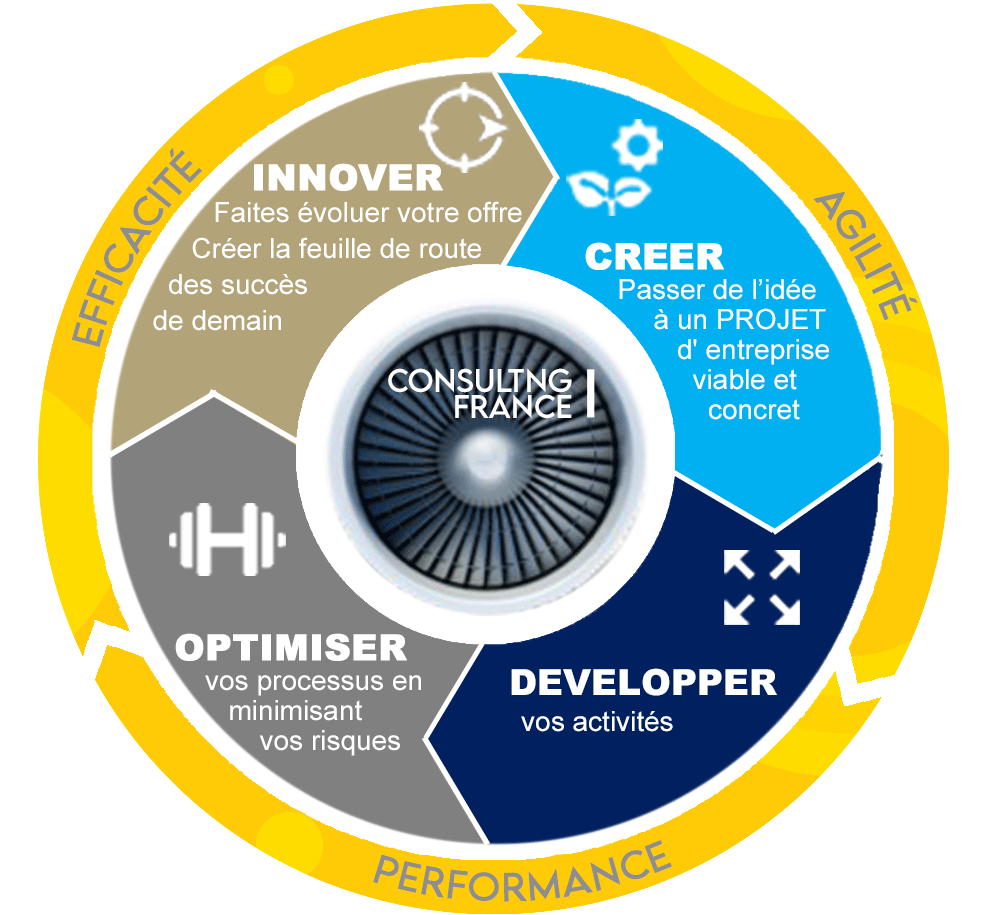 EFFICACITÉ
AGILITÉ
INNOVER
Faites évoluer votre offre
Créer la feuille de route
des succès
de demain
CREER
Passer de l’idée
à un PROJET
d' entreprise
viable et
concret
CONSULTNG
FRANCE
OPTIMISER
vos processus en
minimisant
vos risques
DEVELOPPER
vos activités
PERFORMANCE